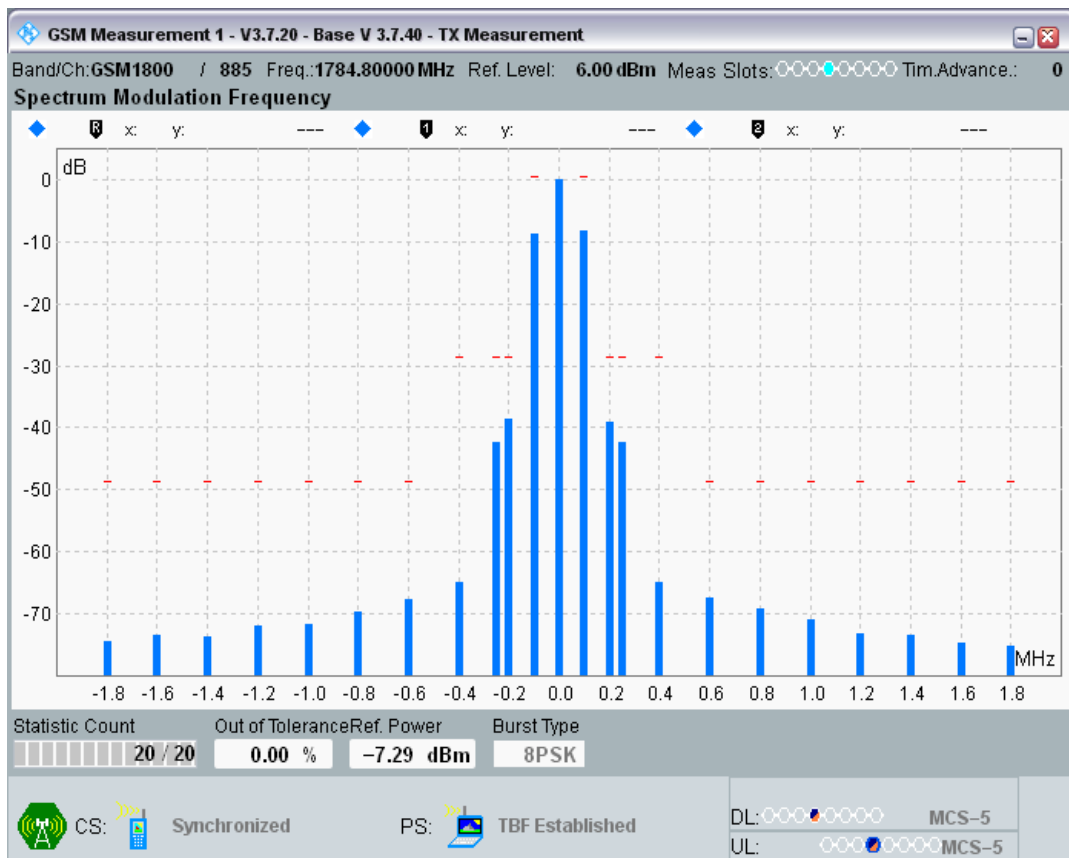 GSM Measurement 1 - V3.7.20 - Base V 3.7.40 - TX Measurement
Band/Ch:GSM1800 / 885 Freq.:1784.80000 MHz Ref. Level: 6.00 dBm Meas Slots: Tim.Advance.: 0
Spectrum Modulation Frequency
R x: y: --- 1 x: y: --- 2 x: y: ---
dB
0
-10
-20
-30
-40
-50
-60
-70
MHz
-1.8 -1.6 -1.4 -1.2 -1.0 -0.8 -0.6 -0.4 -0.2 0.0 0.2 0.4 0.6 0.8 1.0 1.2 1.4 1.6 1.8
Statistic Count Out of Tolerance Ref. Power Burst Type
20 / 20 0.00 % −7.29 dBm 8PSK
CS: Synchronized PS: TBF Established
DL: MCS−5
UL: MCS−5